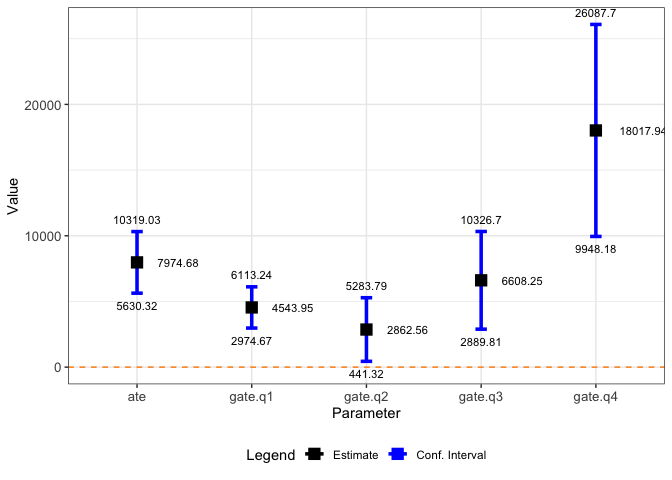 26087.7
20000
18017.94
Value
10319.03
10326.7
10000
9948.18
7974.68
6113.24
6608.25
5630.32
5283.79
4543.95
2974.67
2862.56
2889.81
441.32
0
ate
gate.q1
gate.q2
gate.q3
gate.q4
Parameter
Legend Estimate Conf. Interval